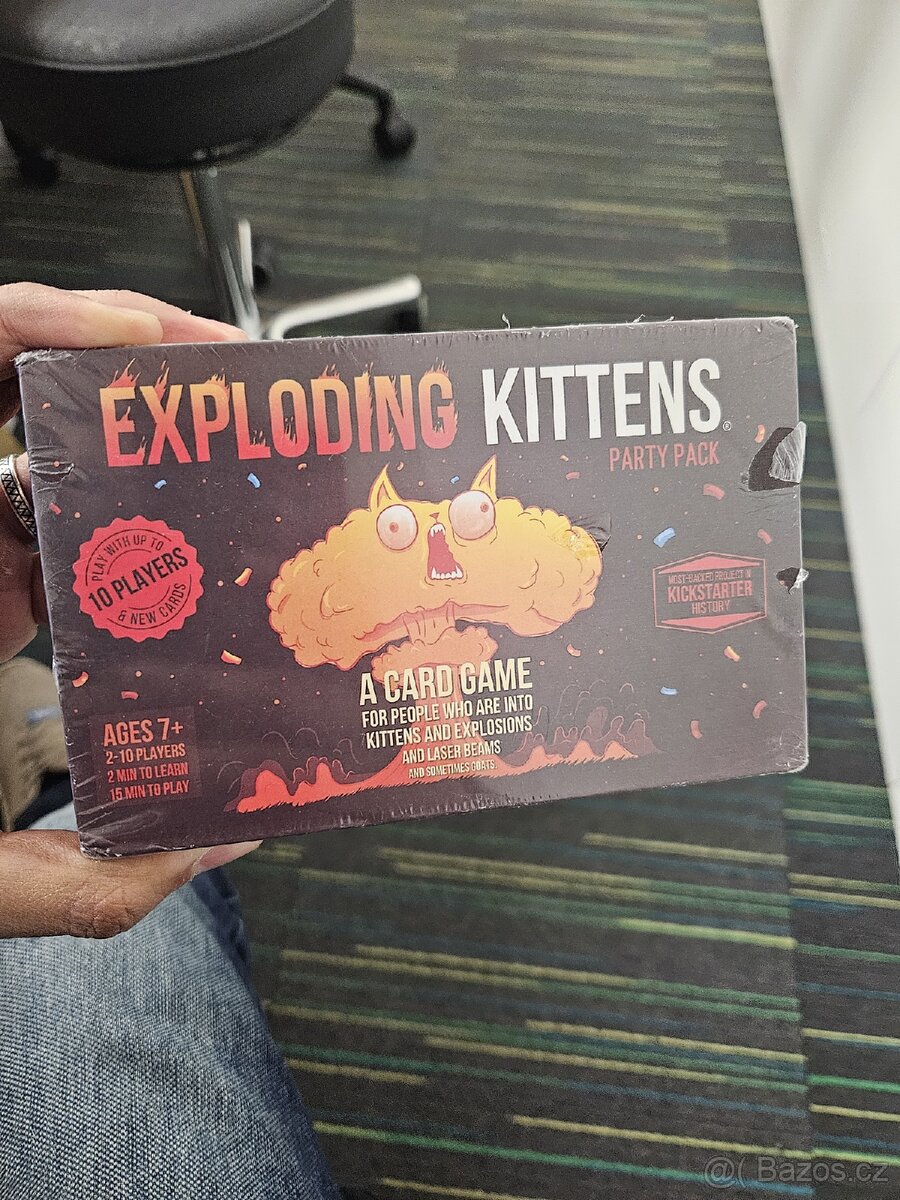 EXPLODING KITTENS®
PARTY PACK
PLAY WITH UP TO
10 PLAYERS
& NEW CARDS
MOST-BACKED PROJECT IN
KICKSTARTER
HISTORY
A CARD GAME
FOR PEOPLE WHO ARE INTO
KITTENS AND EXPLOSIONS
AND LASER BEAMS
AND SOMETIMES GOATS.
AGES 7+
2-10 PLAYERS
2 MIN TO LEARN
15 MIN TO PLAY
@( Bazos.cz